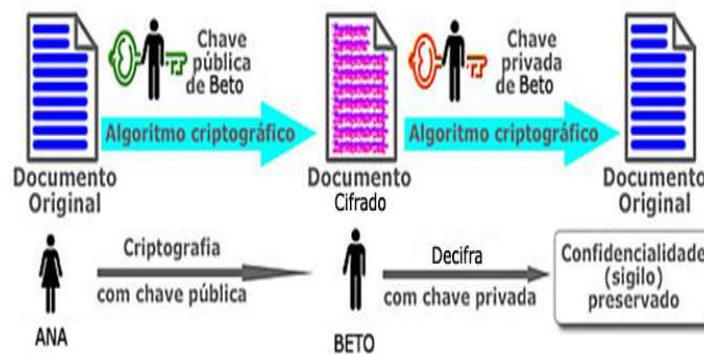 Chave
pública
de Beto
Chave
privada
de Beto
Algoritmo criptográfico
Algoritmo criptográfico
Documento
Original
Documento
Cifrado
Documento
Original
Criptografia
com chave pública
Decifra
com chave privada
Confidencialidade
(sigilo)
preservado
ANA
BETO